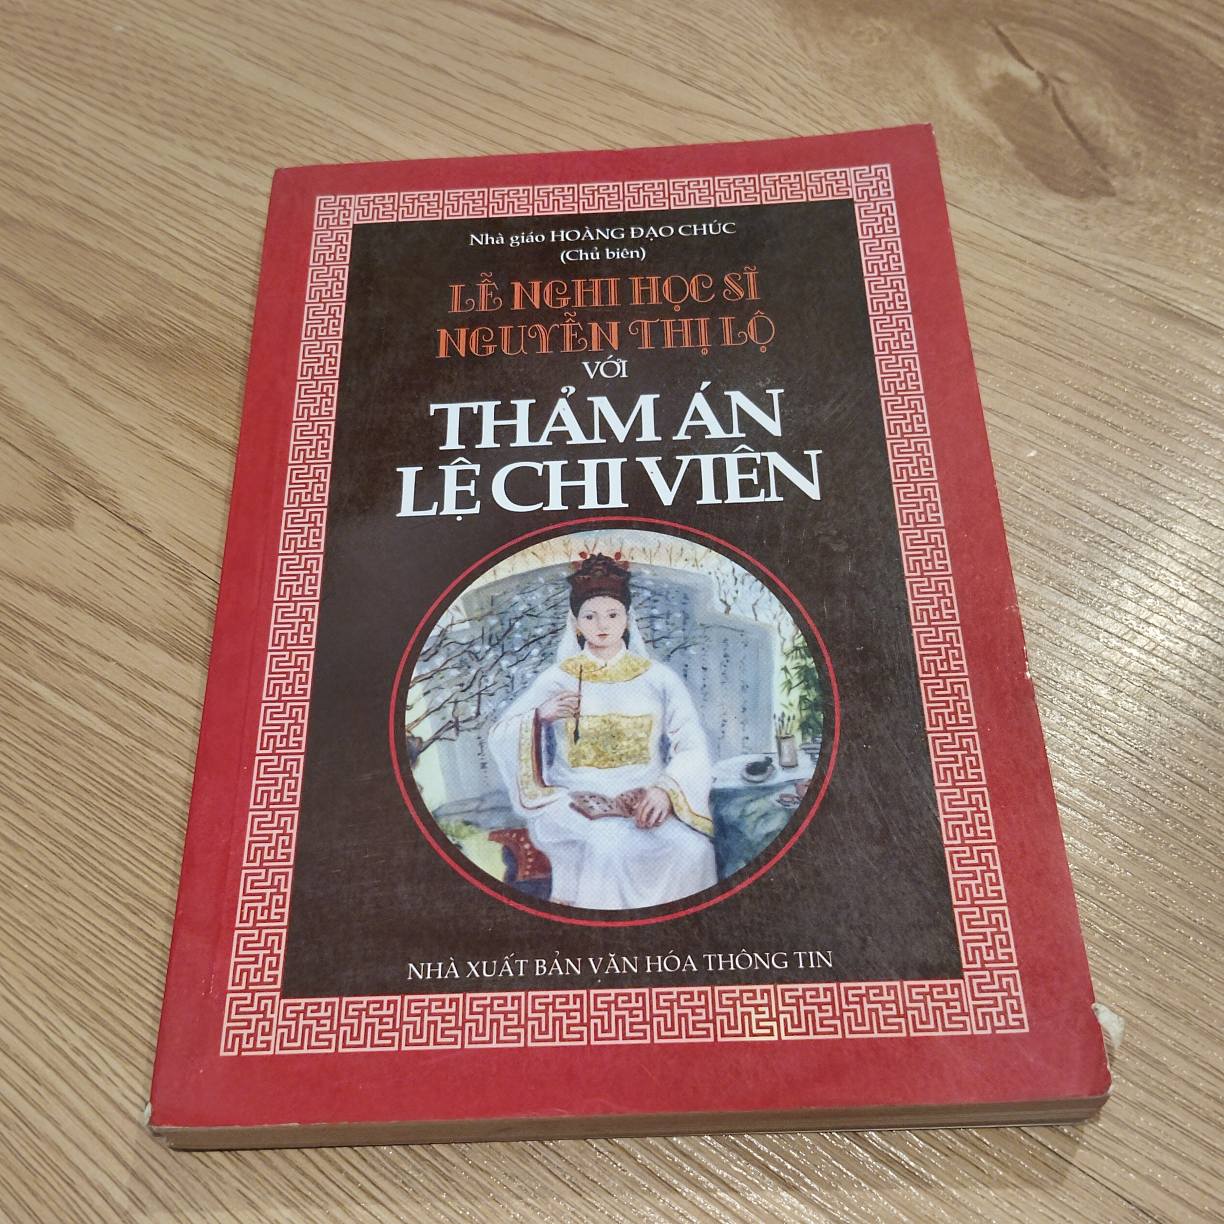 Nhà giáo HOÀNG ĐẠO CHÚC
(Chủ biên)
LỄ NGHI HỌC SĨ
NGUYỄN THỊ LỘ
VỚI
THẢM ÁN
LỆ CHI VIÊN
NHÀ XUẤT BẢN VĂN HÓA THÔNG TIN